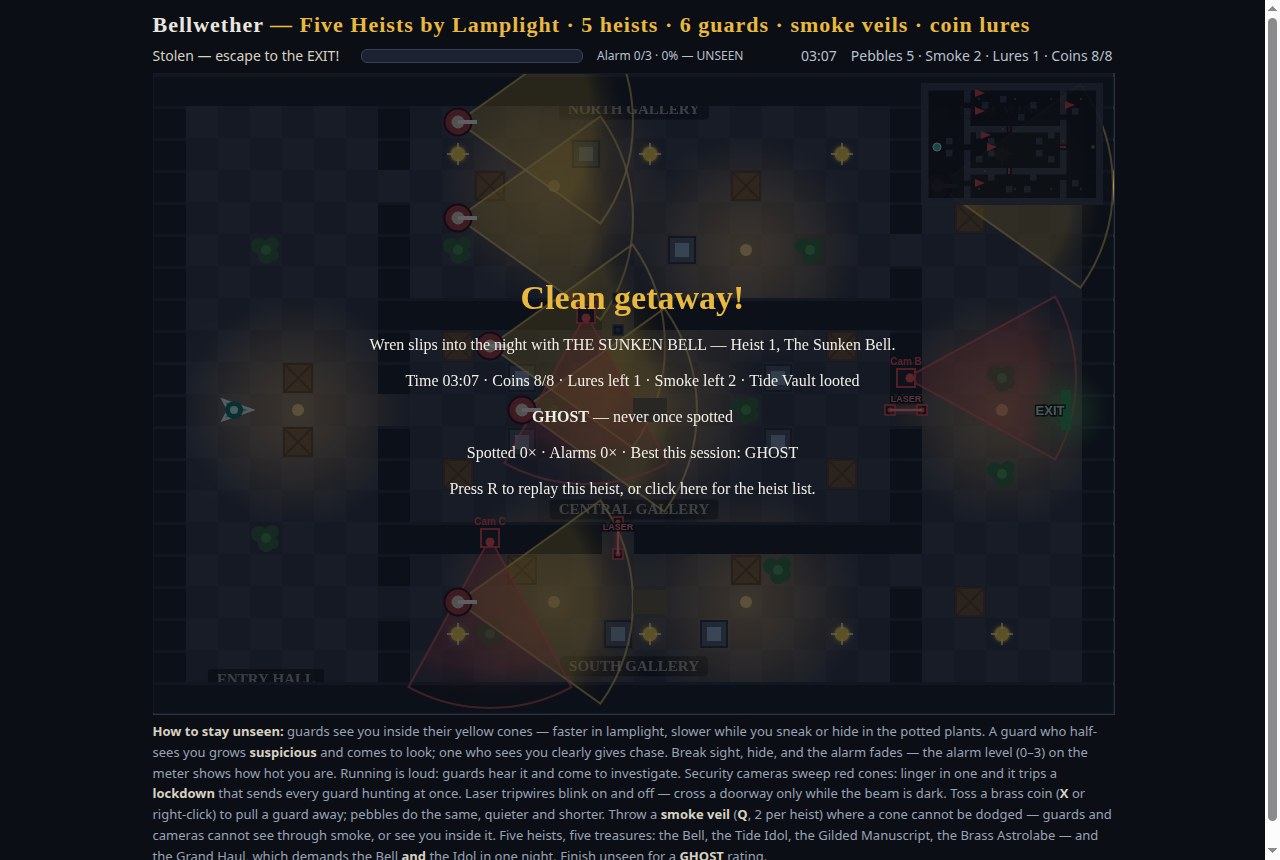 Bellwether — Five Heists by Lamplight · 5 heists · 6 guards · smoke veils · coin lures
Stolen — escape to the EXIT! Alarm 0/3 · 0% — UNSEEN 03:07 Pebbles 5 · Smoke 2 · Lures 1 · Coins 8/8
NORTH GALLERY
Clean getaway!
Wren slips into the night with THE SUNKEN BELL — Heist 1, The Sunken Bell.
Cam B
Time 03:07 · Coins 8/8 · Lures left 1 · Smoke left 2 · Tide Vault looted
LASER
EXIT
GHOST — never once spotted
Spotted 0× · Alarms 0× · Best this session: GHOST
Press R to replay this heist, or click here for the heist list.
CENTRAL GALLERY
Cam C
LASER
SOUTH GALLERY
ENTRY HALL
How to stay unseen: guards see you inside their yellow cones — faster in lamplight, slower while you sneak or hide in the potted plants. A guard who half-
sees you grows suspicious and comes to look; one who sees you clearly gives chase. Break sight, hide, and the alarm fades — the alarm level (0–3) on the
meter shows how hot you are. Running is loud: guards hear it and come to investigate. Security cameras sweep red cones: linger in one and it trips a
lockdown that sends every guard hunting at once. Laser tripwires blink on and off — cross a doorway only while the beam is dark. Toss a brass coin (X or
right-click) to pull a guard away; pebbles do the same, quieter and shorter. Throw a smoke veil (Q, 2 per heist) where a cone cannot be dodged — guards and
cameras cannot see through smoke, or see you inside it. Five heists, five treasures: the Bell, the Tide Idol, the Gilded Manuscript, the Brass Astrolabe — and
the Grand Haul, which demands the Bell and the Idol in one night. Finish unseen for a GHOST rating.